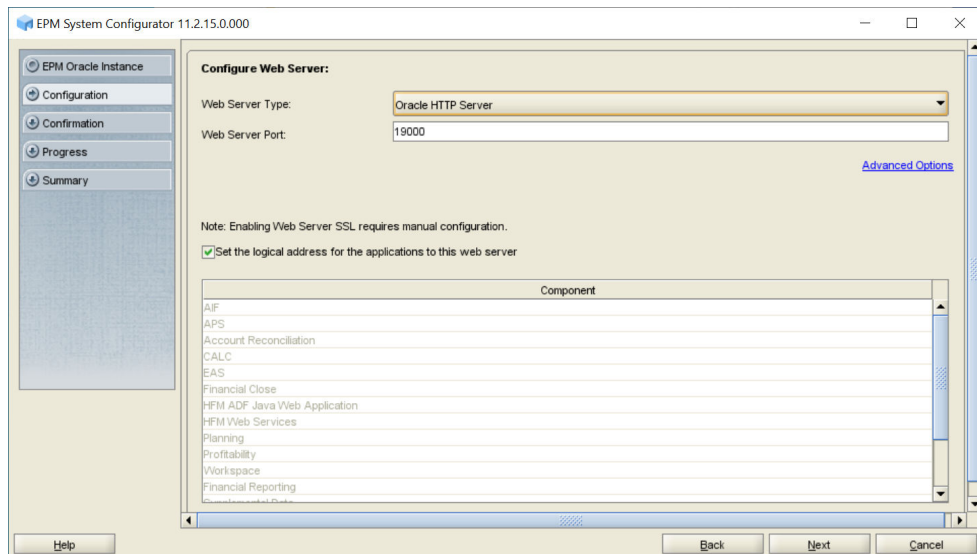 EPM System Configurator 11.2.15.0.000
EPM Oracle Instance
Configuration
Confirmation
Progress
Summary
Configure Web Server:
Web Server Type:
Oracle HTTP Server
Web Server Port:
19000
Advanced Options
Note: Enabling Web Server SSL requires manual configuration.
Set the logical address for the applications to this web server
Component
AIF
APS
Account Reconciliation
CALC
EAS
Financial Close
HFM ADF Java Web Application
HFM Web Services
Planning
Profitability
Workspace
Financial Reporting
Supplemental Data
Help
Back
Next
Cancel